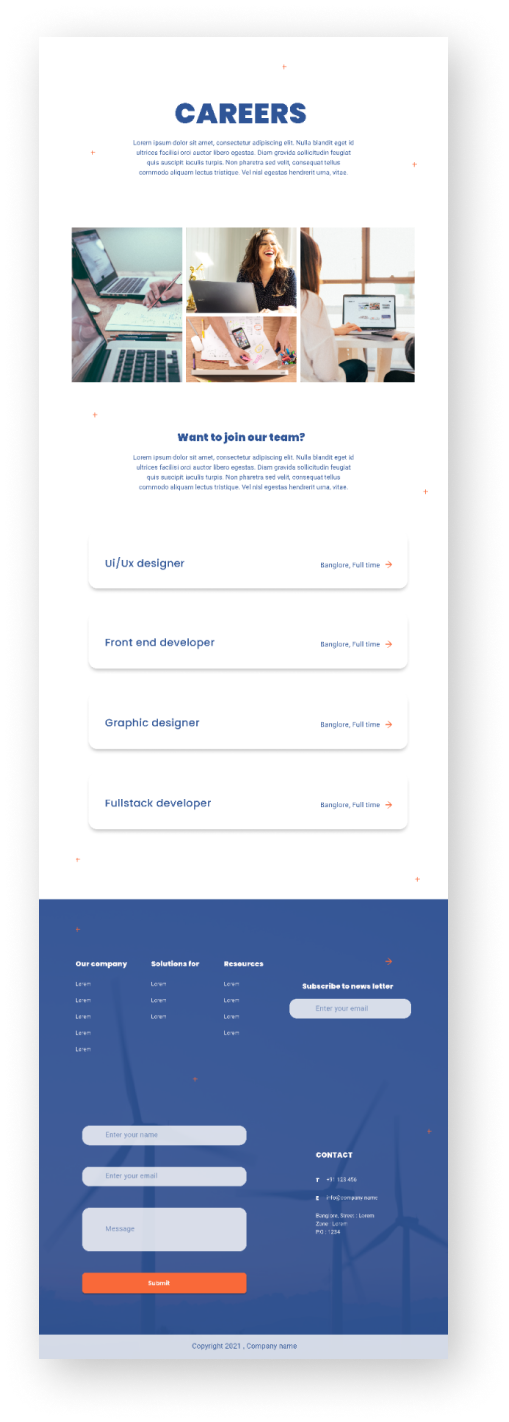 CAREERS
Lorem ipsum dolor sit amet, consectetur adipiscing elit. Nulla blandit eget id
ultrices facilisi orci auctor libero egestas. Diam gravida sollicitudin feugiat
quis suscipit iaculis turpis. Non pharetra sed velit, consequat tellus
commodo aliquam lectus tristique. Vel nisl egestas hendrerit urna, vitae.
Want to join our team?
Lorem ipsum dolor sit amet, consectetur adipiscing elit. Nulla blandit eget id
ultrices facilisi orci auctor libero egestas. Diam gravida sollicitudin feugiat
quis suscipit iaculis turpis. Non pharetra sed velit, consequat tellus
commodo aliquam lectus tristique. Vel nisl egestas hendrerit urna, vitae.
Ui/Ux designer
Banglore, Full time
Front end developer
Banglore, Full time
Graphic designer
Banglore, Full time
Fullstack developer
Banglore, Full time
Our company
Lorem
Lorem
Lorem
Lorem
Lorem
Solutions for
Lorem
Lorem
Lorem
Resources
Lorem
Lorem
Lorem
Lorem
Subscribe to news letter
Enter your email
Enter your name
Enter your email
Message
Submit
CONTACT
T +91 123 456
E info@company name
Banglore, Street : Lorem
Zone : Lorem
PO : 1234
Copyright 2021 , Company name